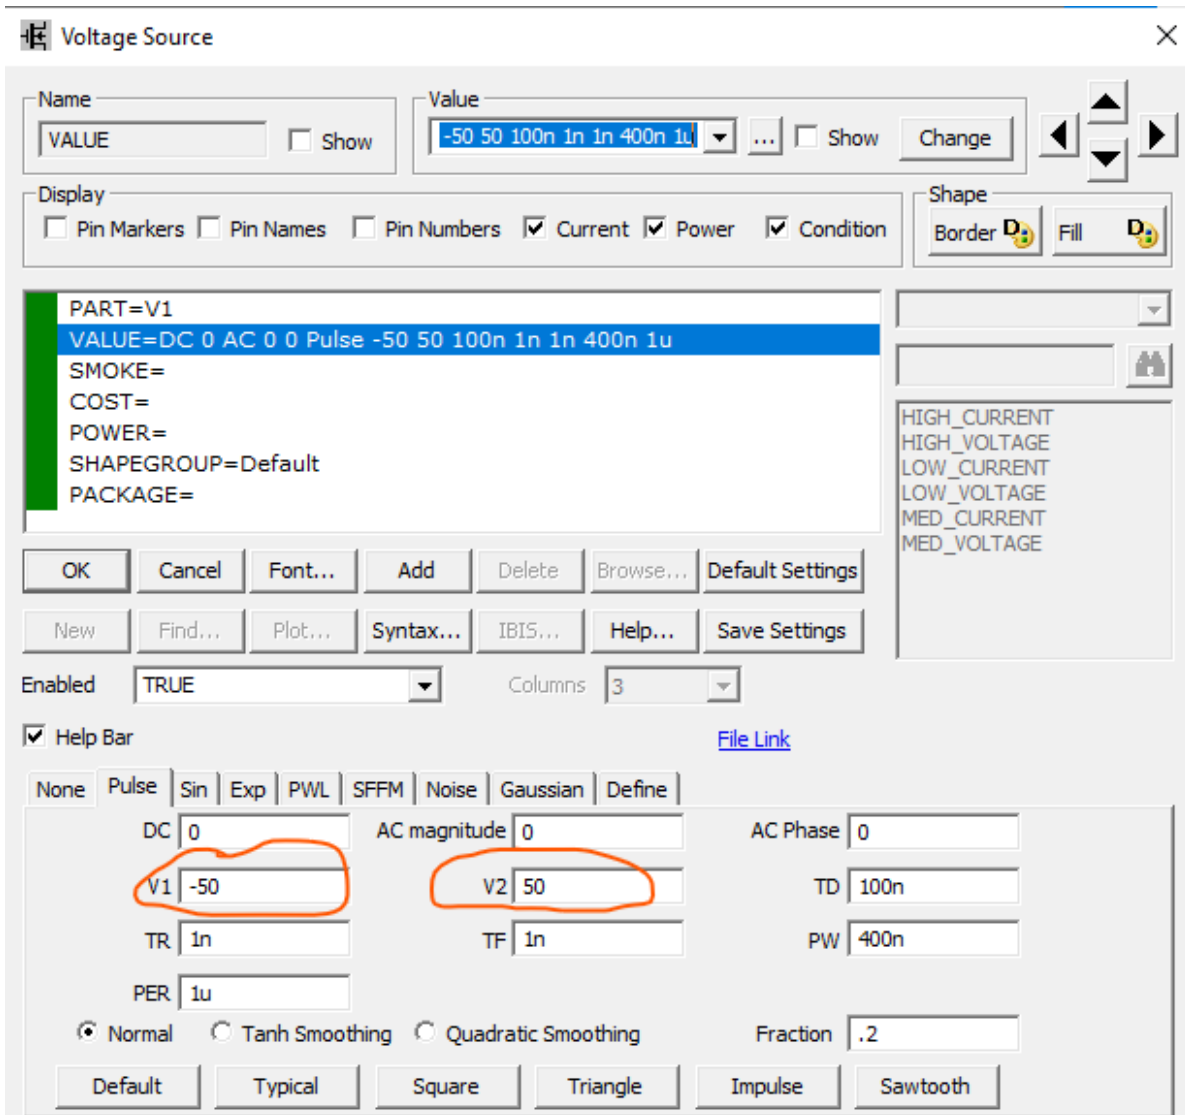 Voltage Source
Name
Value
VALUE
Show
-50 50 100n 1n 1n 400n 1u
...
Show
Change
Display
Shape
Pin Markers
Pin Names
Pin Numbers
Current
Power
Condition
Border
Fill
PART=V1
VALUE=DC 0 AC 0 0 Pulse -50 50 100n 1n 1n 400n 1u
SMOKE=
COST=
POWER=
SHAPEGROUP=Default
PACKAGE=
HIGH_CURRENT
HIGH_VOLTAGE
LOW_CURRENT
LOW_VOLTAGE
MED_CURRENT
MED_VOLTAGE
OK Cancel Font... Add Delete Browse... Default Settings
New Find... Plot... Syntax... IBIS... Help... Save Settings
Enabled TRUE Columns 3
Help Bar File Link
None Pulse Sin Exp PWL SFFM Noise Gaussian Define
DC 0 AC magnitude 0 AC Phase 0
V1 -50 V2 50 TD 100n
TR 1n TF 1n PW 400n
PER 1u
Normal Tanh Smoothing Quadratic Smoothing Fraction .2
Default Typical Square Triangle Impulse Sawtooth